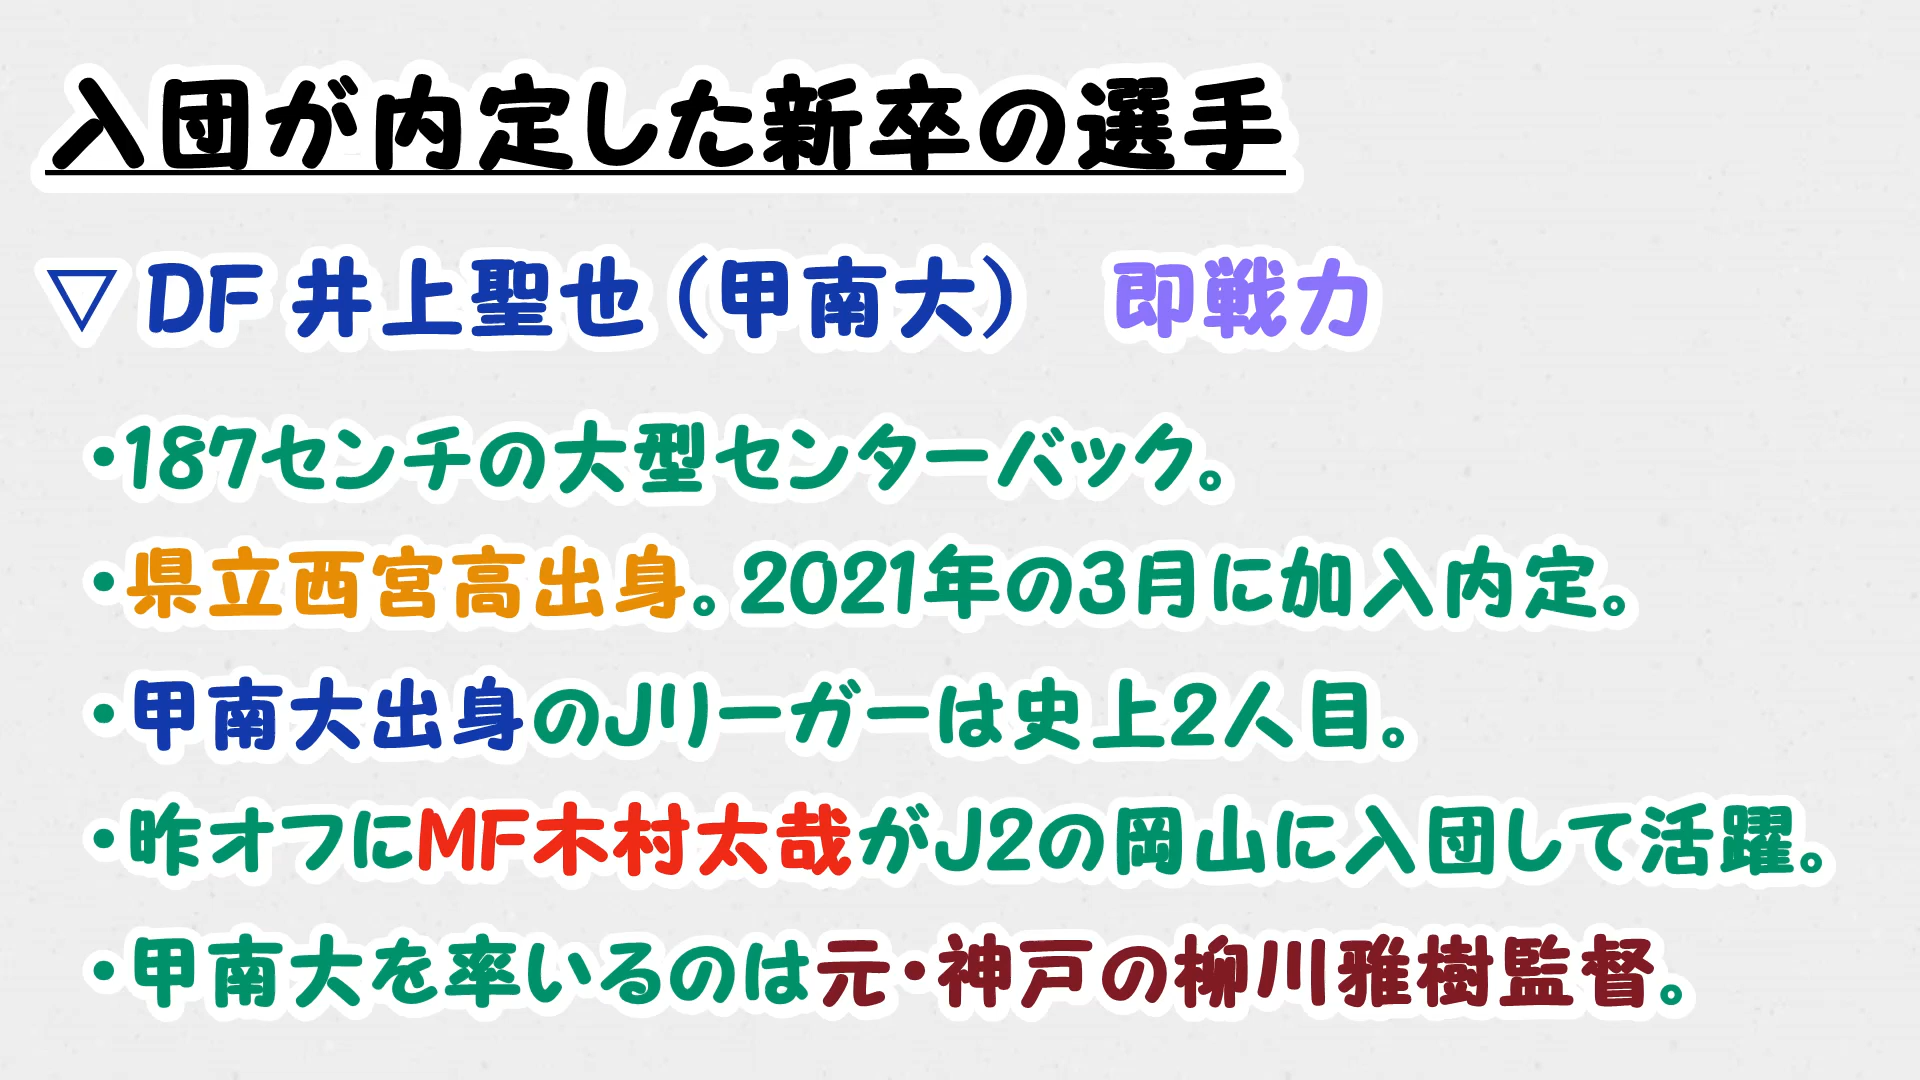 入団が内定した新卒の選手
▽ DF 井上聖也（甲南大）　即戦力
・187センチの大型センターバック。
・県立西宮高出身。2021年の3月に加入内定。
・甲南大出身のJリーガーは史上2人目。
・昨オフにMF木村太哉がJ2の岡山に入団して活躍。
・甲南大を率いるのは元・神戸の柳川雅樹監督。